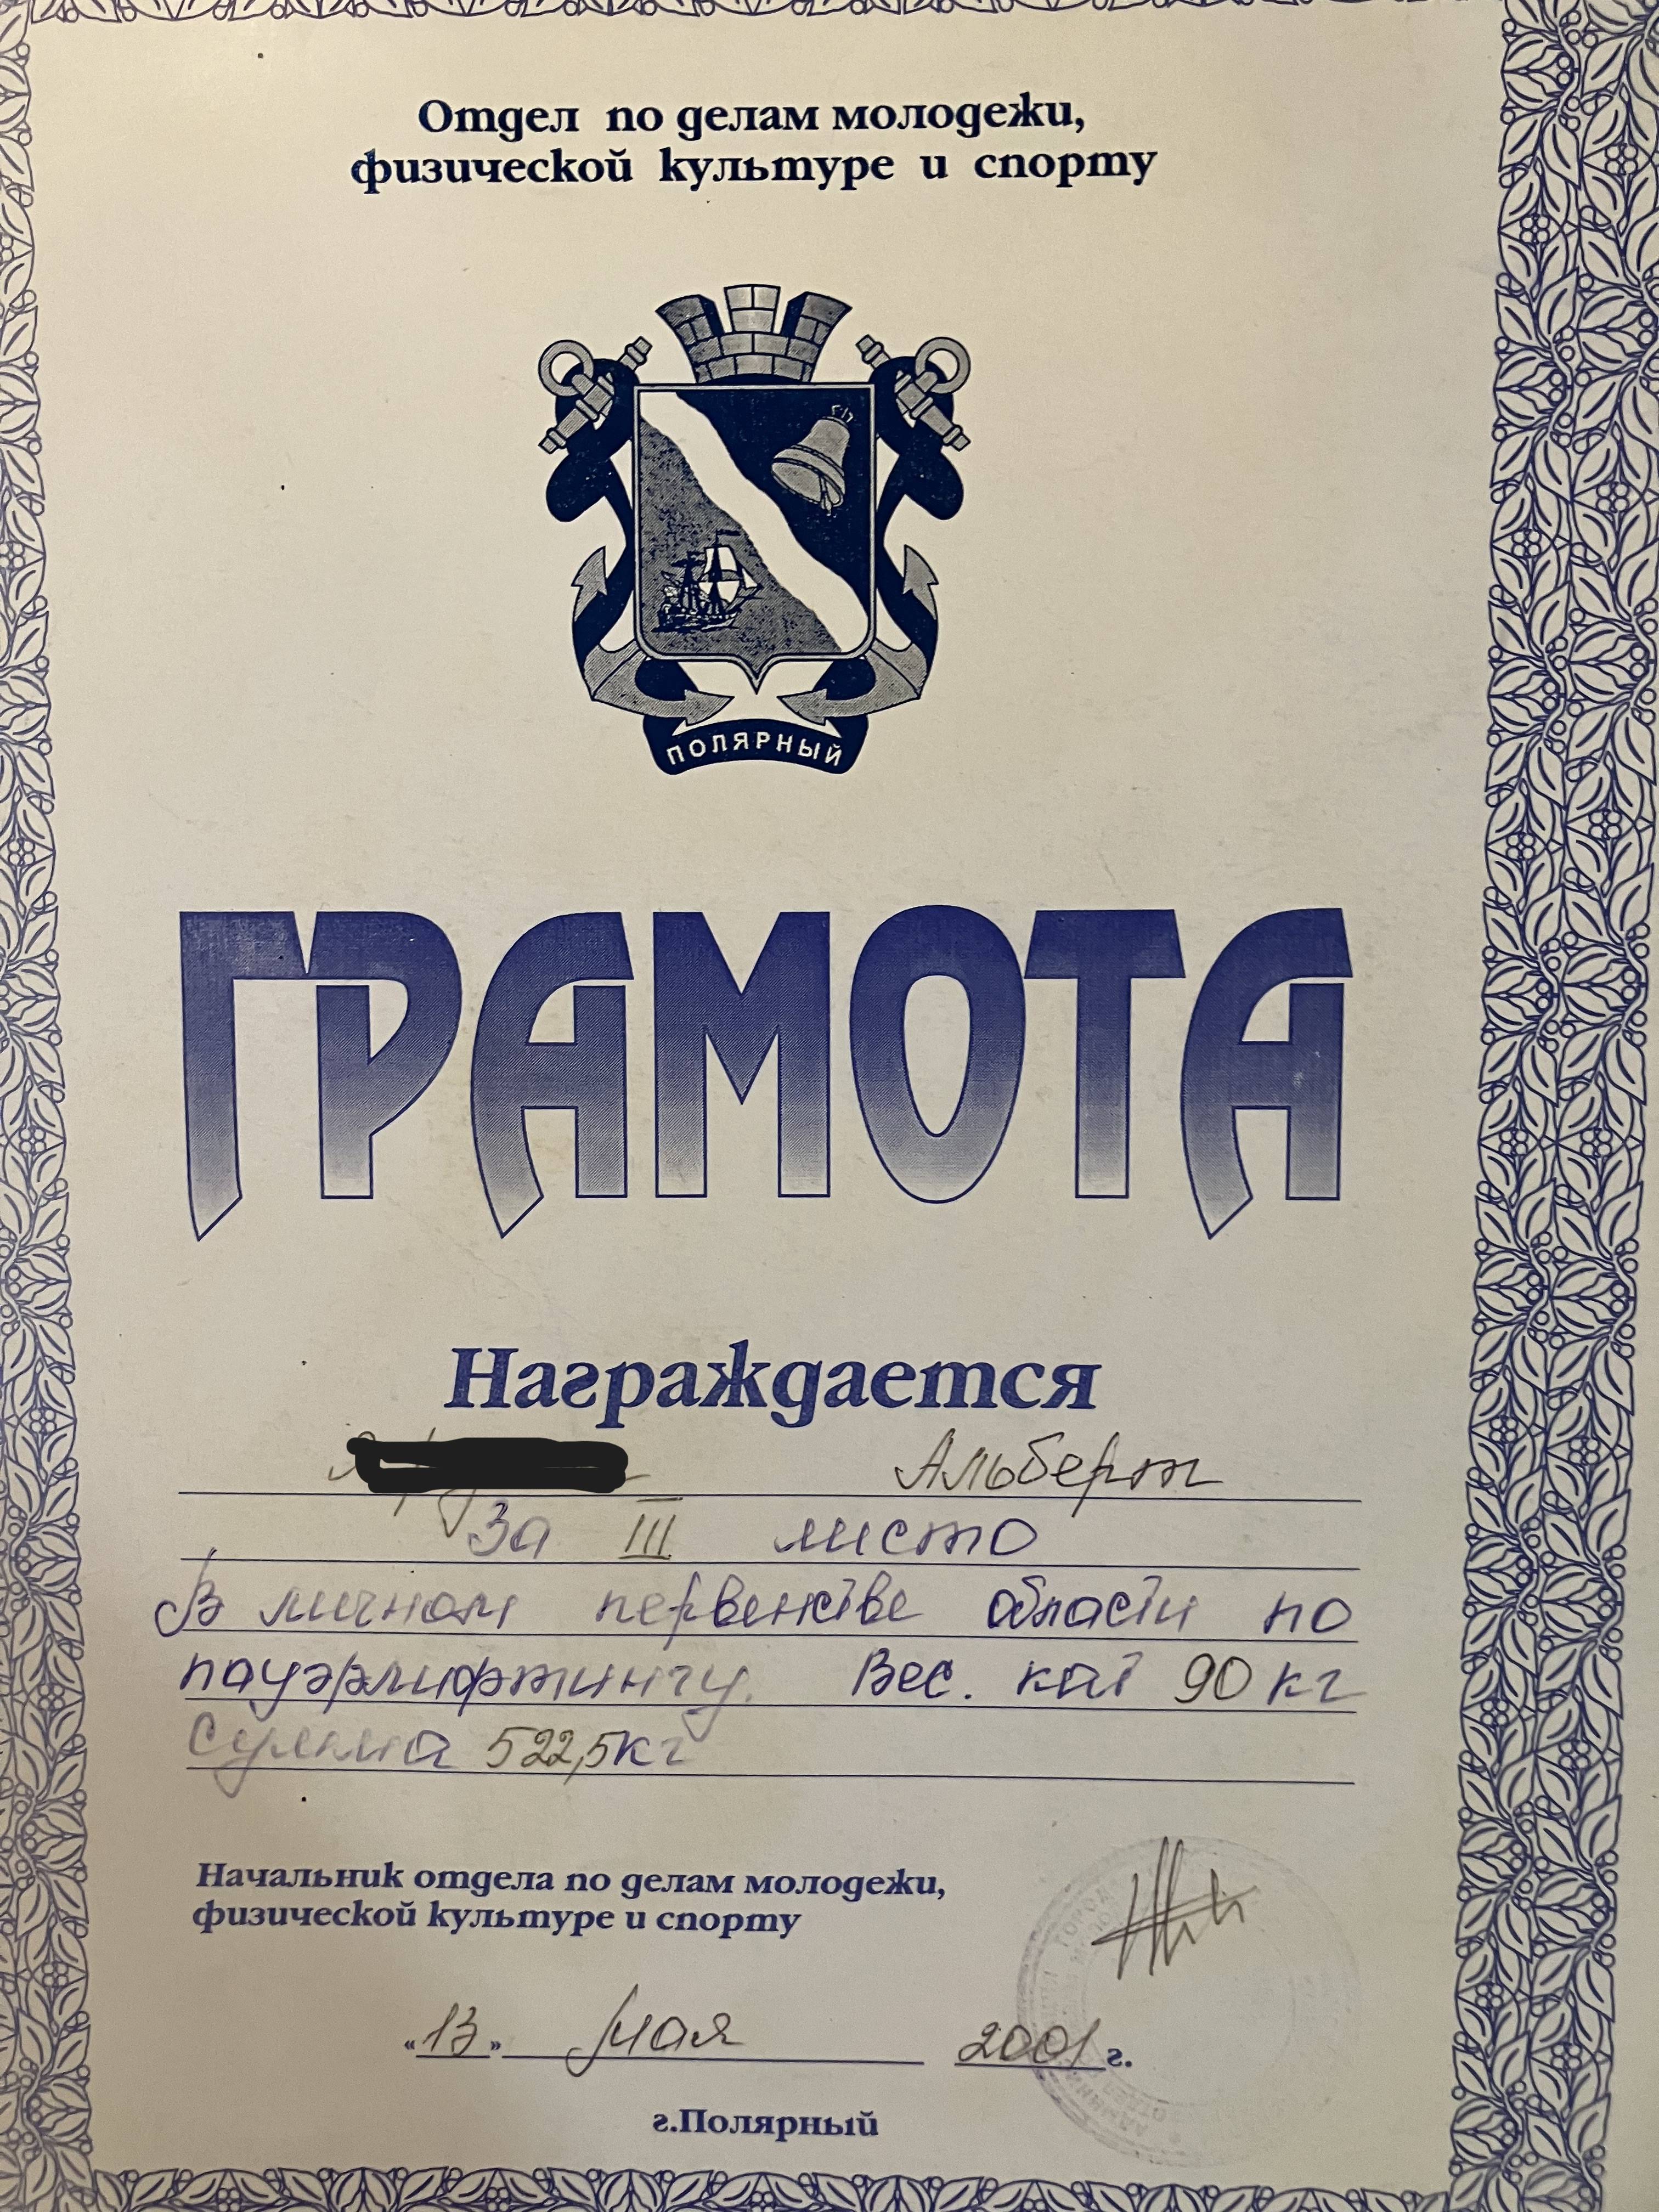 Отдел по делам молодежи,
физической культуре и спорту
ПОЛЯРНЫЙ
ГРАМОТА
Награждается
Альберт
За III место
В личном первенстве области по
пауэрлифтингу. Вес. кат 90 кг
сумма 522,5кг
Начальник отдела по делам молодежи,
физической культуре и спорту
«13» мая 2001 г.
г.Полярный